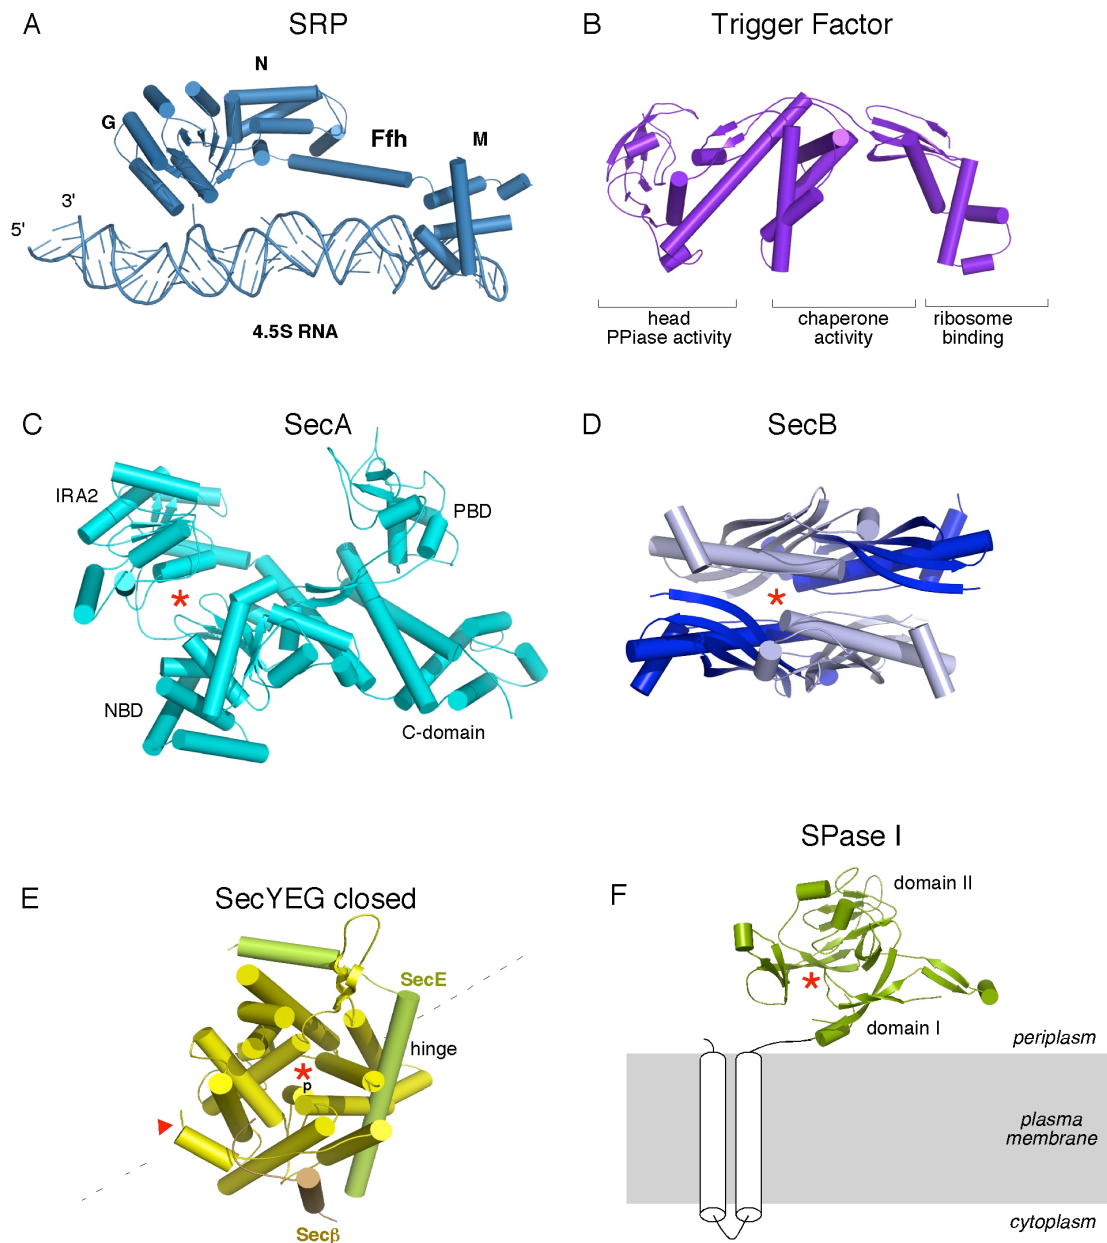 A
SRP
N
G
Ffh
M
3'
5'
4.5S RNA
B
Trigger Factor
head
PPiase activity
chaperone
activity
ribosome
binding
C
SecA
IRA2
PBD
*
NBD
C-domain
D
SecB
*
E
SecYEG closed
SecE
hinge
*
p
Secβ
SPase I
F
domain II
*
domain I
periplasm
plasma
membrane
cytoplasm